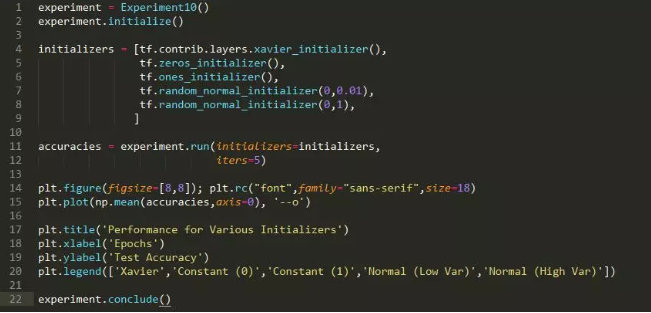 1 experiment = Experiment10()
2 experiment.initialize()
3
4 initializers = [tf.contrib.layers.xavier_initializer(),
5 tf.zeros_initializer(),
6 tf.ones_initializer(),
7 tf.random_normal_initializer(0,0.01),
8 tf.random_normal_initializer(0,1),
9 ]
10
11 accuracies = experiment.run(initializers=initializers,
12 iters=5)
13
14 plt.figure(figsize=[8,8]); plt.rc("font",family="sans-serif",size=18)
15 plt.plot(np.mean(accuracies,axis=0), '--o')
16
17 plt.title('Performance for Various Initializers')
18 plt.xlabel('Epochs')
19 plt.ylabel('Test Accuracy')
20 plt.legend(['Xavier','Constant (0)','Constant (1)','Normal (Low Var)','Normal (High Var)'])
21
22 experiment.conclude()